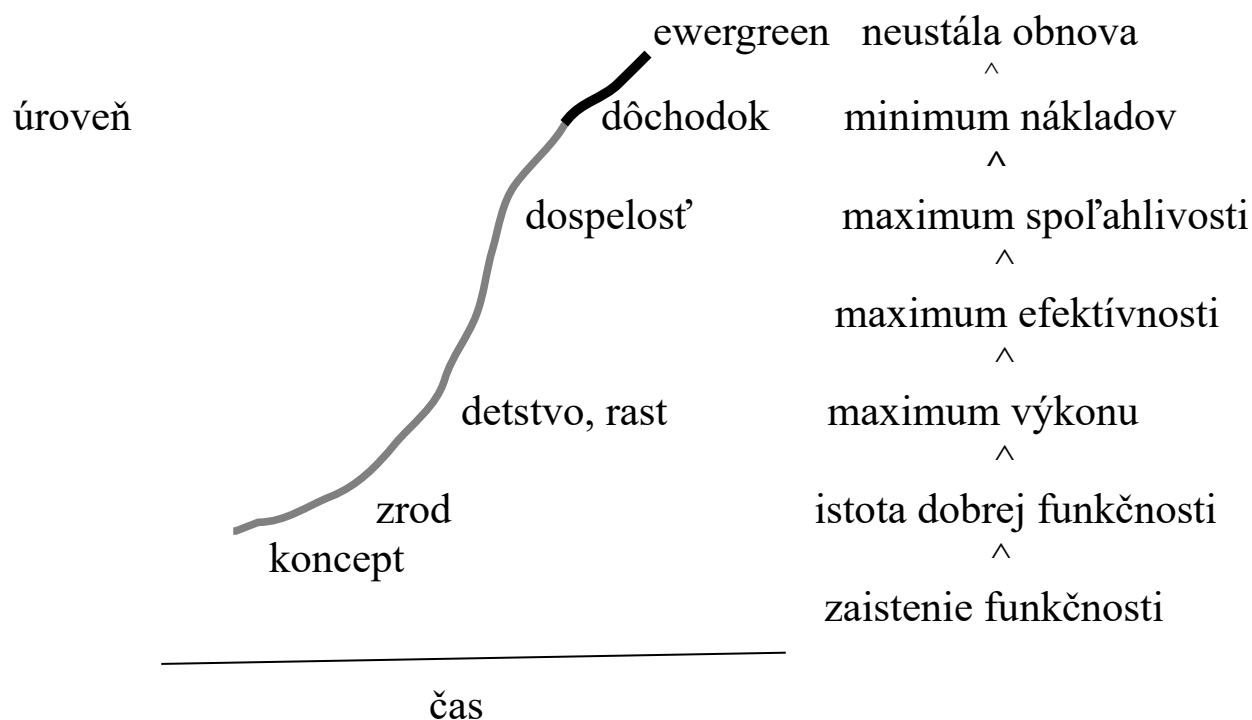 ewergreen neustála obnova
^
úroveň dôchodok minimum nákladov
^
dospelosť maximum spoľahlivosti
^
maximum efektívnosti
^
detstvo, rast maximum výkonu
^
zrod istota dobrej funkčnosti
^
koncept
zaistenie funkčnosti
čas